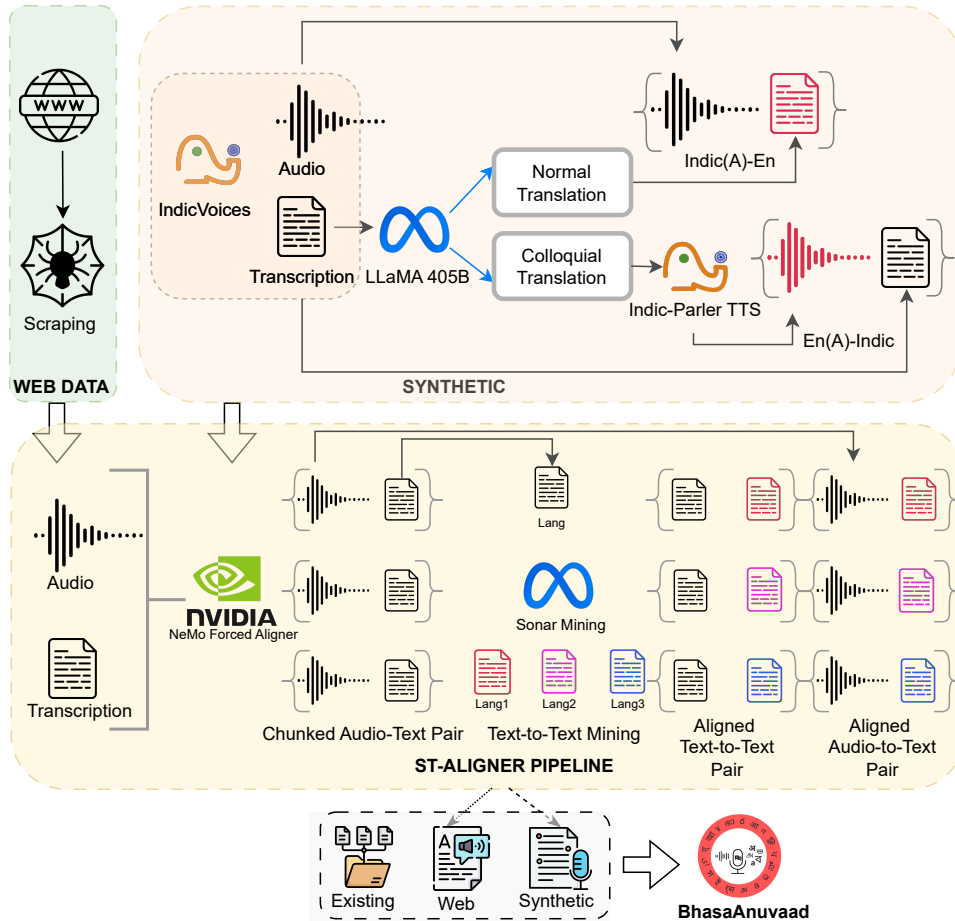 WWW
Scraping
WEB DATA
IndicVoices
Audio
Transcription
LLaMA 405B
Normal
Translation
Colloquial
Translation
Indic(A)-En
Indic-Parler TTS
En(A)-Indic
SYNTHETIC
Audio
Transcription
NVIDIA
NeMo Forced Aligner
Lang
Sonar Mining
Lang1
Lang2
Lang3
Chunked Audio-Text Pair
Text-to-Text Mining
Aligned
Text-to-Text
Pair
Aligned
Audio-to-Text
Pair
ST-ALIGNER PIPELINE
Existing
A
Web
Synthetic
BhasaAnuvaad